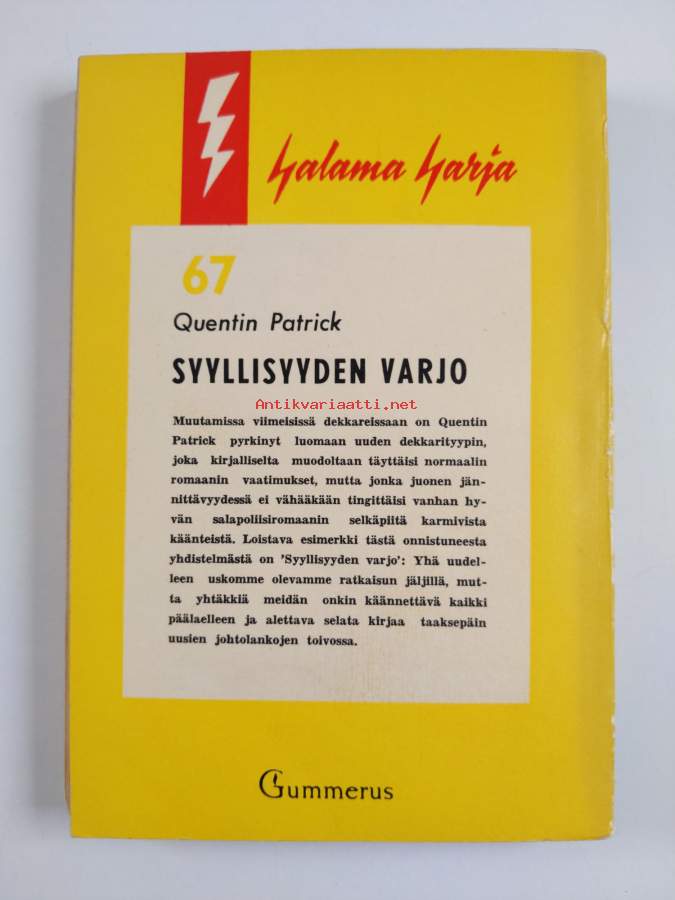 Salama Sarja
67
Quentin Patrick
SYYLLISYYDEN VARJO
Antikvariaatti.net
Muutamissa viimeisissä dekkareissaan on Quentin
Patrick pyrkinyt luomaan uuden dekkarityypin,
joka kirjalliselta muodoltaan täyttäisi normaalin
romaanin vaatimukset, mutta jonka juonen jän-
nittävyydessä ei vähääkään tingittäisi vanhan hy-
vän salapoliisiromaanin selkäpiitä karmivista
käänteistä. Loistava esimerkki tästä onnistuneesta
yhdistelmästä on 'Syyllisyyden varjo': Yhä uudel-
leen uskomme olevamme ratkaisun jäljillä, mut-
ta yhtäkkiä meidän onkin käännettävä kaikki
päälaelleen ja alettava selata kirjaa taaksepäin
uusien johtolankojen toivossa.
Gummerus